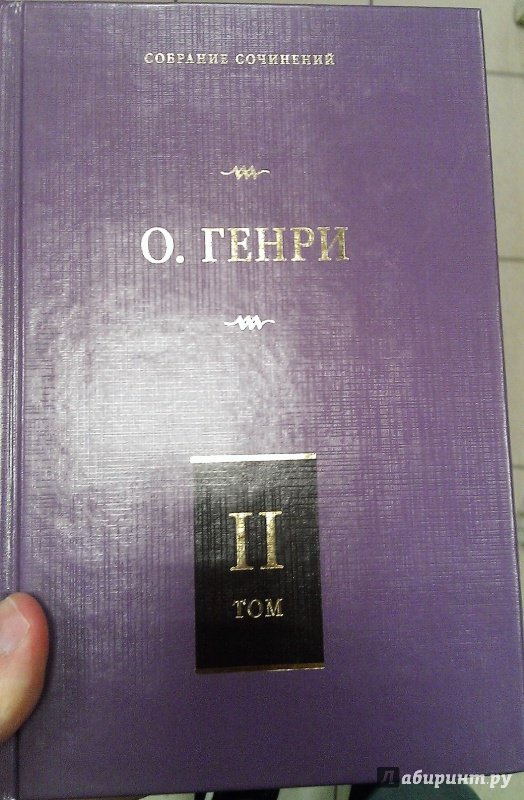 СОБРАНИЕ СОЧИНЕНИЙ
О. ГЕНРИ
II
ТОМ
Лабиринт.ру